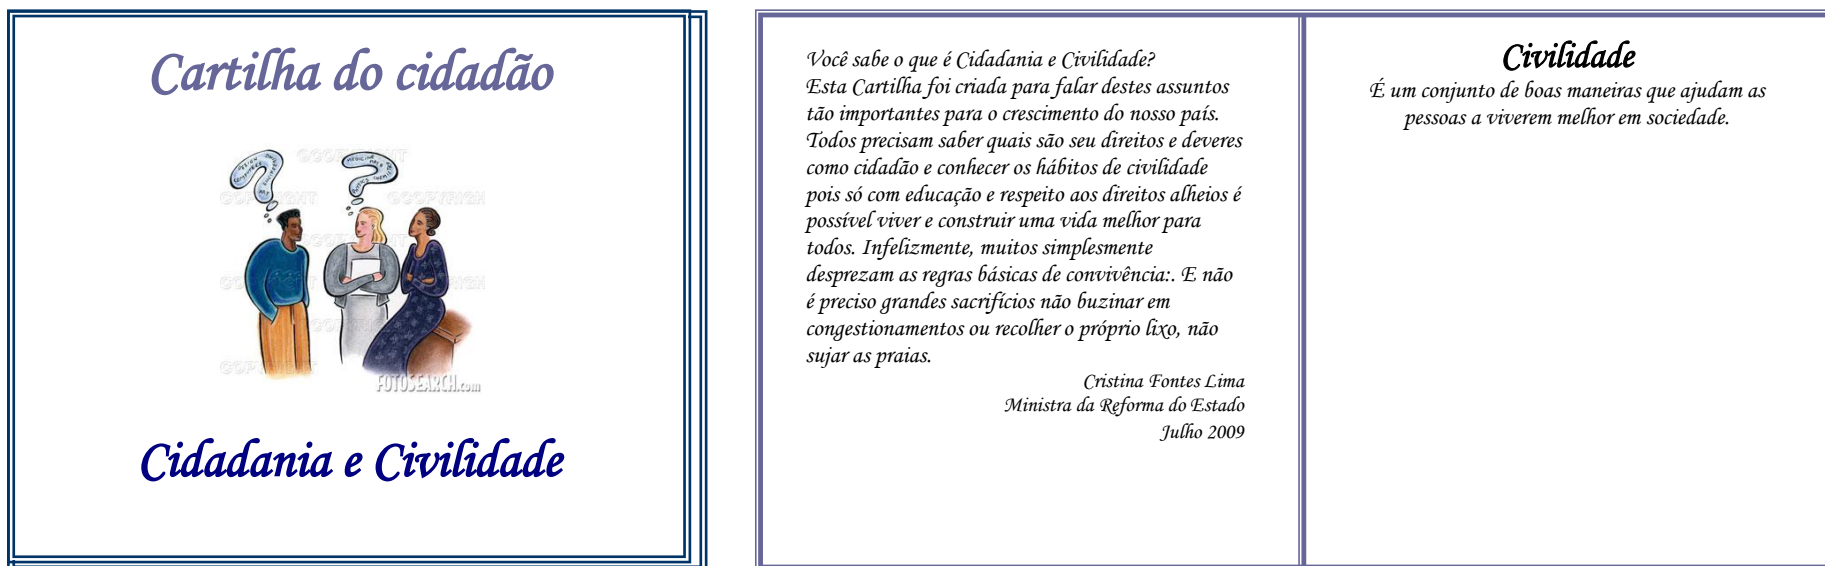 Cartilha do cidadão
FOTOSEARCH.com
Cidadania e Civilidade
Você sabe o que é Cidadania e Civilidade?
Esta Cartilha foi criada para falar destes assuntos
tão importantes para o crescimento do nosso país.
Todos precisam saber quais são seu direitos e deveres
como cidadão e conhecer os hábitos de civilidade
pois só com educação e respeito aos direitos alheios é
possível viver e construir uma vida melhor para
todos. Infelizmente, muitos simplesmente
desprezam as regras básicas de convivência:. E não
é preciso grandes sacrifícios não buzinar em
congestionamentos ou recolher o próprio lixo, não
sujar as praias.
Cristina Fontes Lima
Ministra da Reforma do Estado
Julho 2009
Civilidade
É um conjunto de boas maneiras que ajudam as
pessoas a viverem melhor em sociedade.